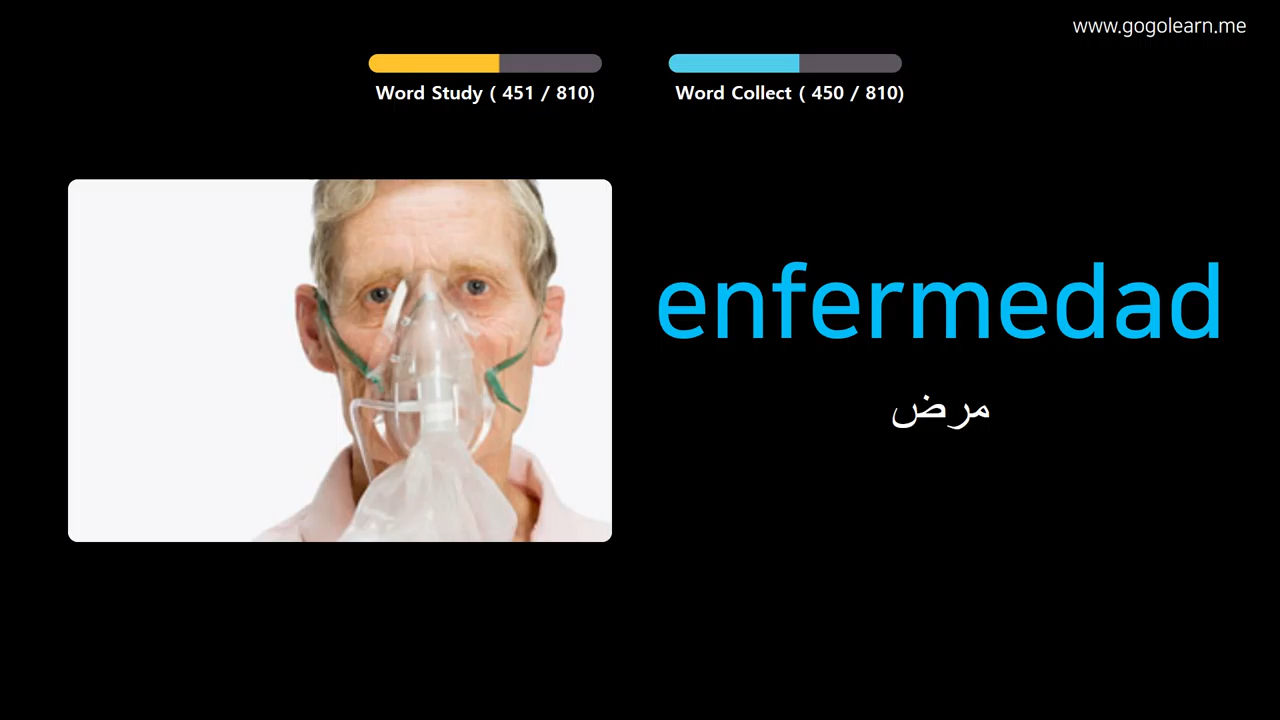 www.gogolearn.me
Word Study ( 451 / 810)
Word Collect ( 450 / 810)
enfermedad
مرض